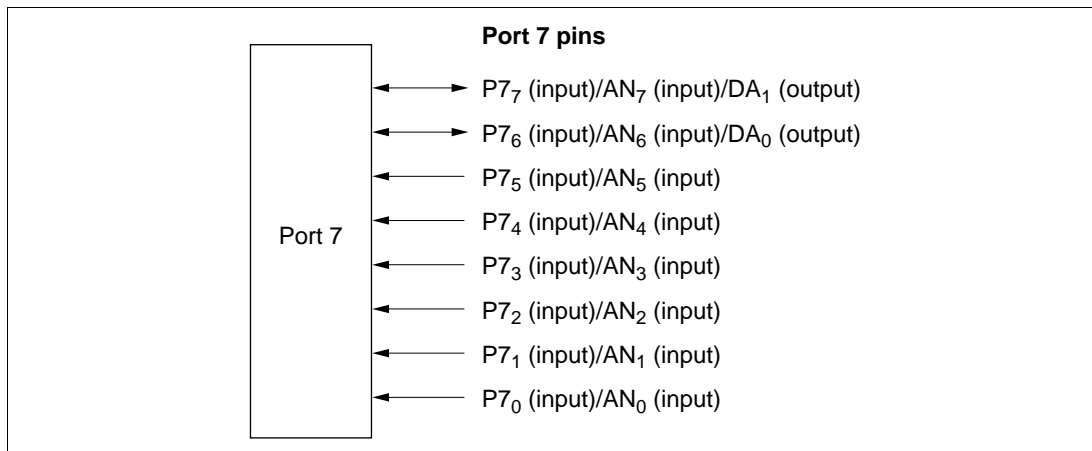 Port 7 pins
P7₇ (input)/AN₇ (input)/DA₁ (output)
P7₆ (input)/AN₆ (input)/DA₀ (output)
P7₅ (input)/AN₅ (input)
P7₄ (input)/AN₄ (input)
Port 7
P7₃ (input)/AN₃ (input)
P7₂ (input)/AN₂ (input)
P7₁ (input)/AN₁ (input)
P7₀ (input)/AN₀ (input)